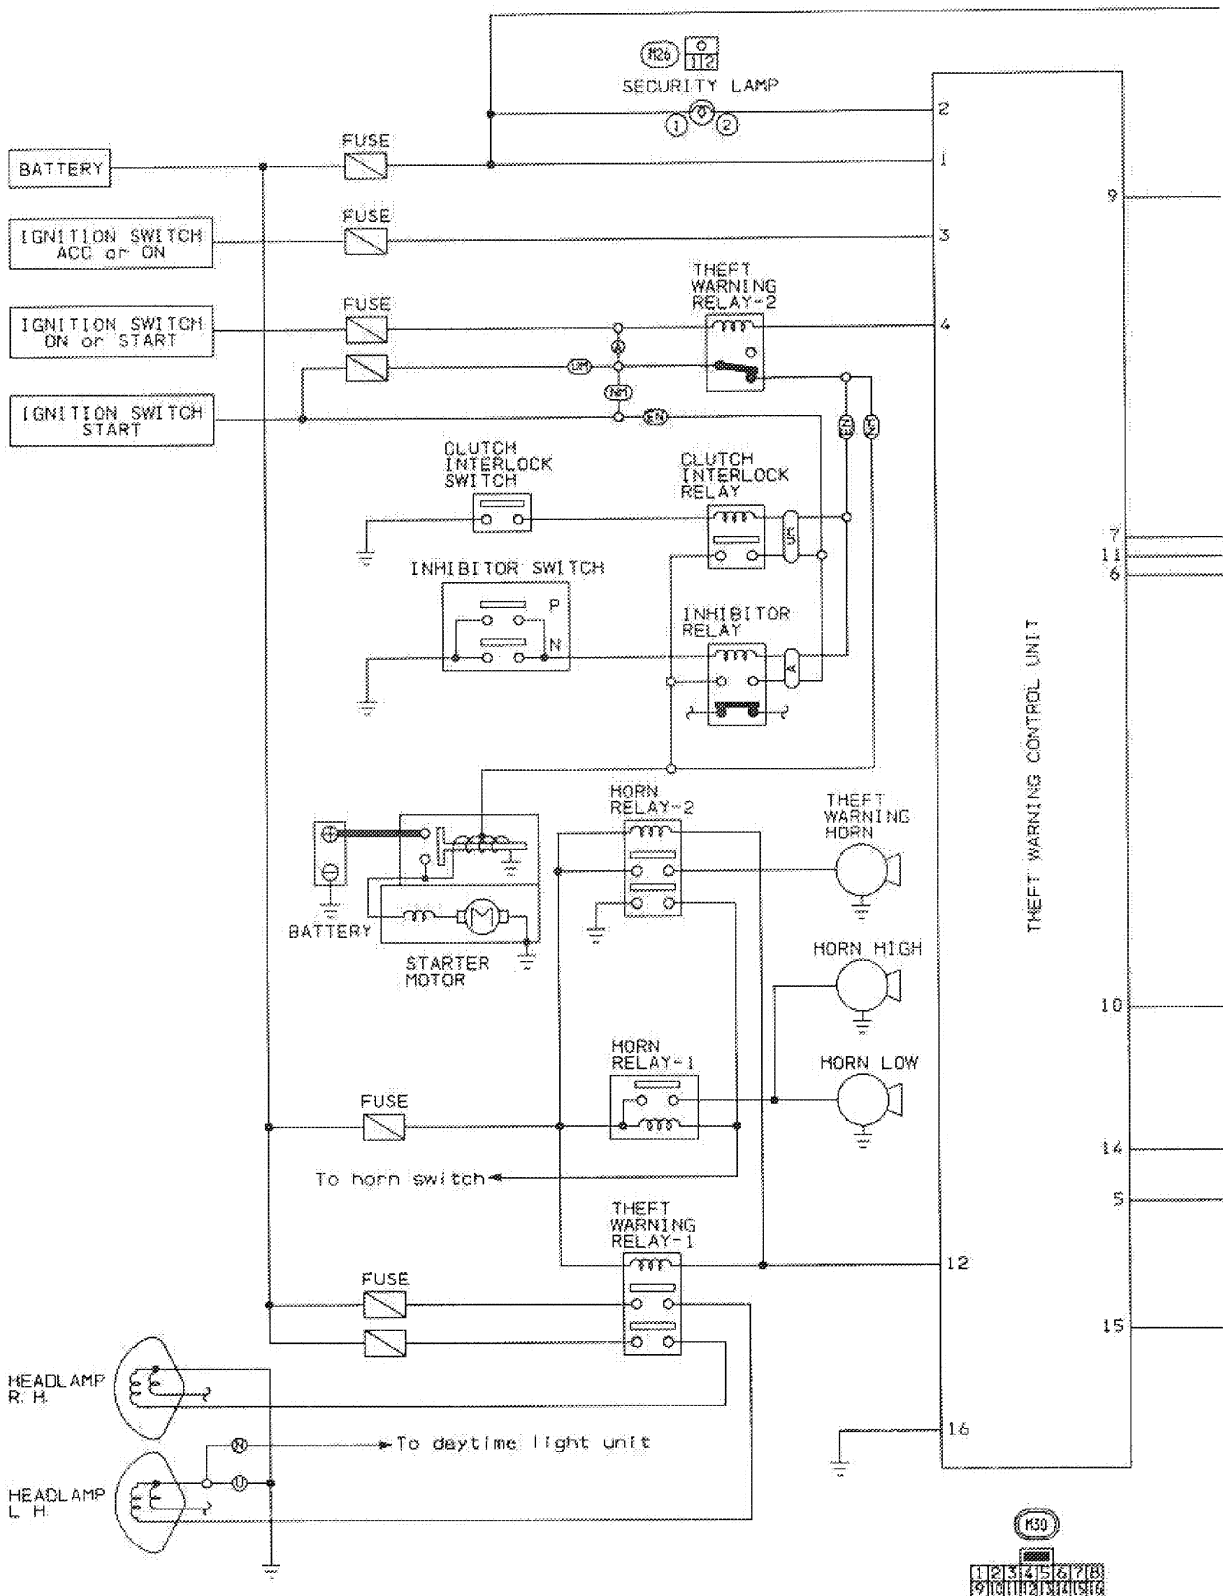 M26
1 2
SECURITY LAMP
1 2
2
FUSE
BATTERY
1
9
FUSE
IGNITION SWITCH
ACC or ON
3
THEFT
WARNING
RELAY-2
FUSE
IGNITION SWITCH
ON or START
4
A
NM
IGNITION SWITCH
START
EN
CLUTCH
INTERLOCK
SWITCH
CLUTCH
INTERLOCK
RELAY
7
11
6
INHIBITOR SWITCH
P
N
INHIBITOR
RELAY
A
THEFT WARNING CONTROL UNIT
HORN
RELAY-2
THEFT
WARNING
HORN
M
BATTERY
STARTER
MOTOR
HORN HIGH
10
HORN
RELAY-1
HORN LOW
FUSE
14
To horn switch
5
THEFT
WARNING
RELAY-1
12
FUSE
15
HEADLAMP
R.H.
16
N
To daytime light unit
U
HEADLAMP
L.H.
M30
1 2 3 4 5 6 7 8
9 10 11 12 13 14 15 16